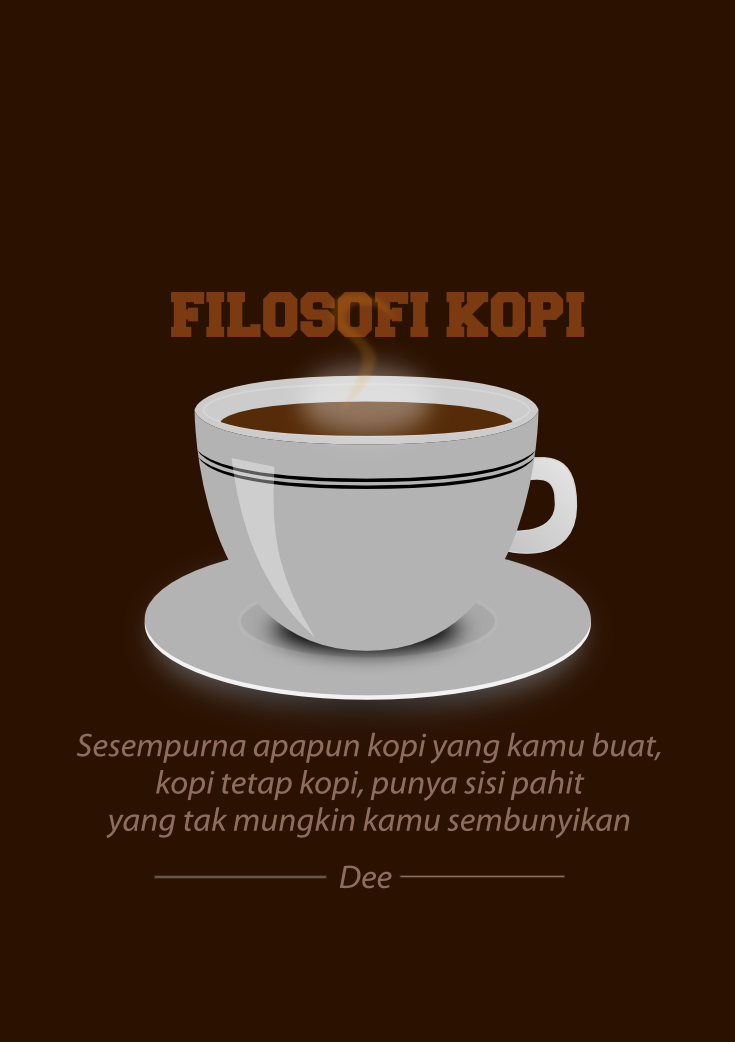 FILOSOFI KOPI
Sesempurna apapun kopi yang kamu buat,
kopi tetap kopi, punya sisi pahit
yang tak mungkin kamu sembunyikan
Dee